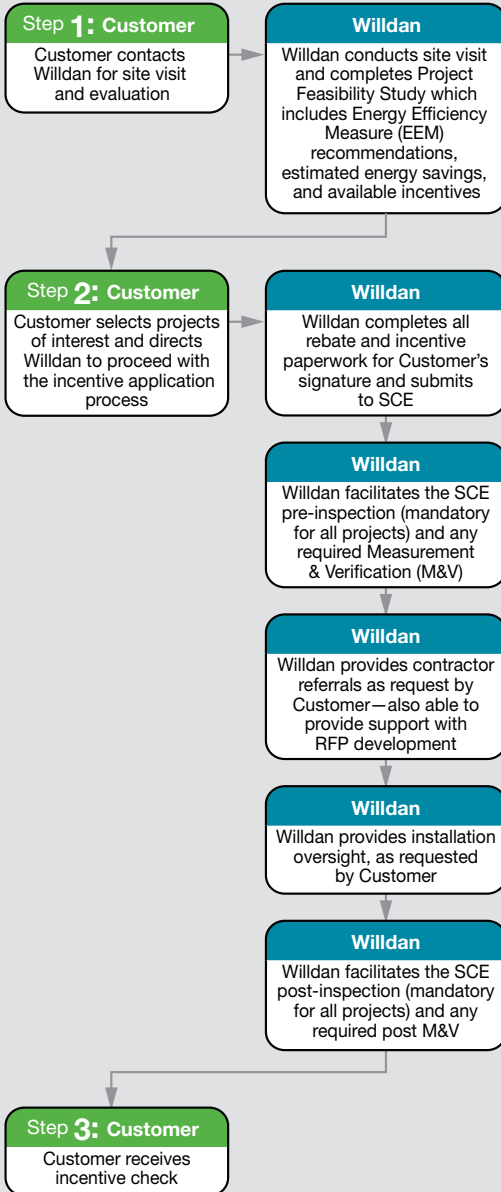 Step 1: Customer
Customer contacts
Willdan for site visit
and evaluation
Willdan
Willdan conducts site visit
and completes Project
Feasibility Study which
includes Energy Efficiency
Measure (EEM)
recommendations,
estimated energy savings,
and available incentives
Step 2: Customer
Customer selects projects
of interest and directs
Willdan to proceed with
the incentive application
process
Willdan
Willdan completes all
rebate and incentive
paperwork for Customer’s
signature and submits
to SCE
Willdan
Willdan facilitates the SCE
pre-inspection (mandatory
for all projects) and any
required Measurement
& Verification (M&V)
Willdan
Willdan provides contractor
referrals as request by
Customer—also able to
provide support with
RFP development
Willdan
Willdan provides installation
oversight, as requested
by Customer
Willdan
Willdan facilitates the SCE
post-inspection (mandatory
for all projects) and any
required post M&V
Step 3: Customer
Customer receives
incentive check